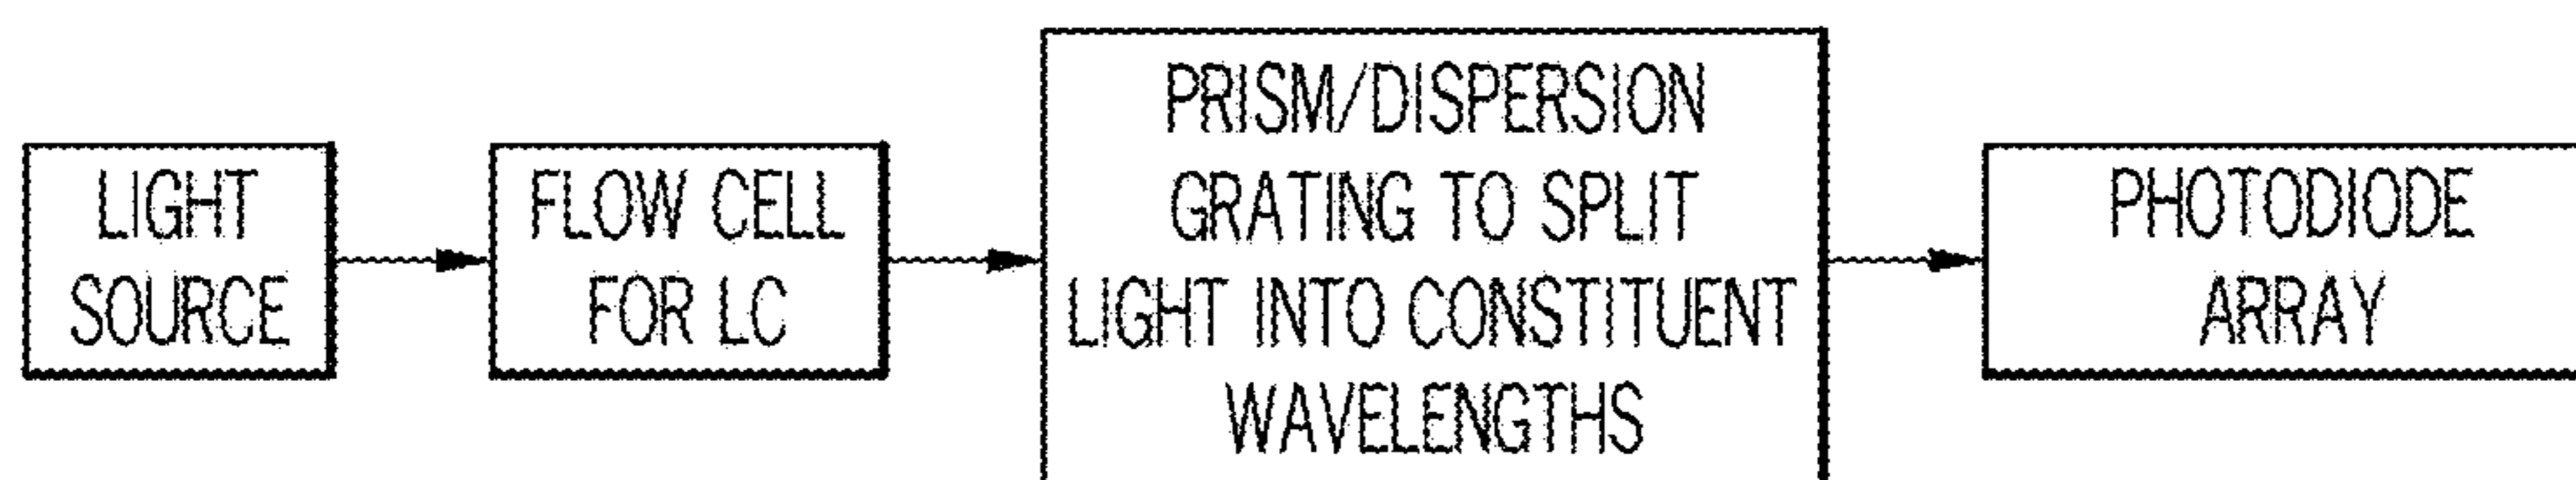 LIGHT
SOURCE
FLOW CELL
FOR LC
PRISM/DISPERSION
GRATING TO SPLIT
LIGHT INTO CONSTITUENT
WAVELENGTHS
PHOTODIODE
ARRAY